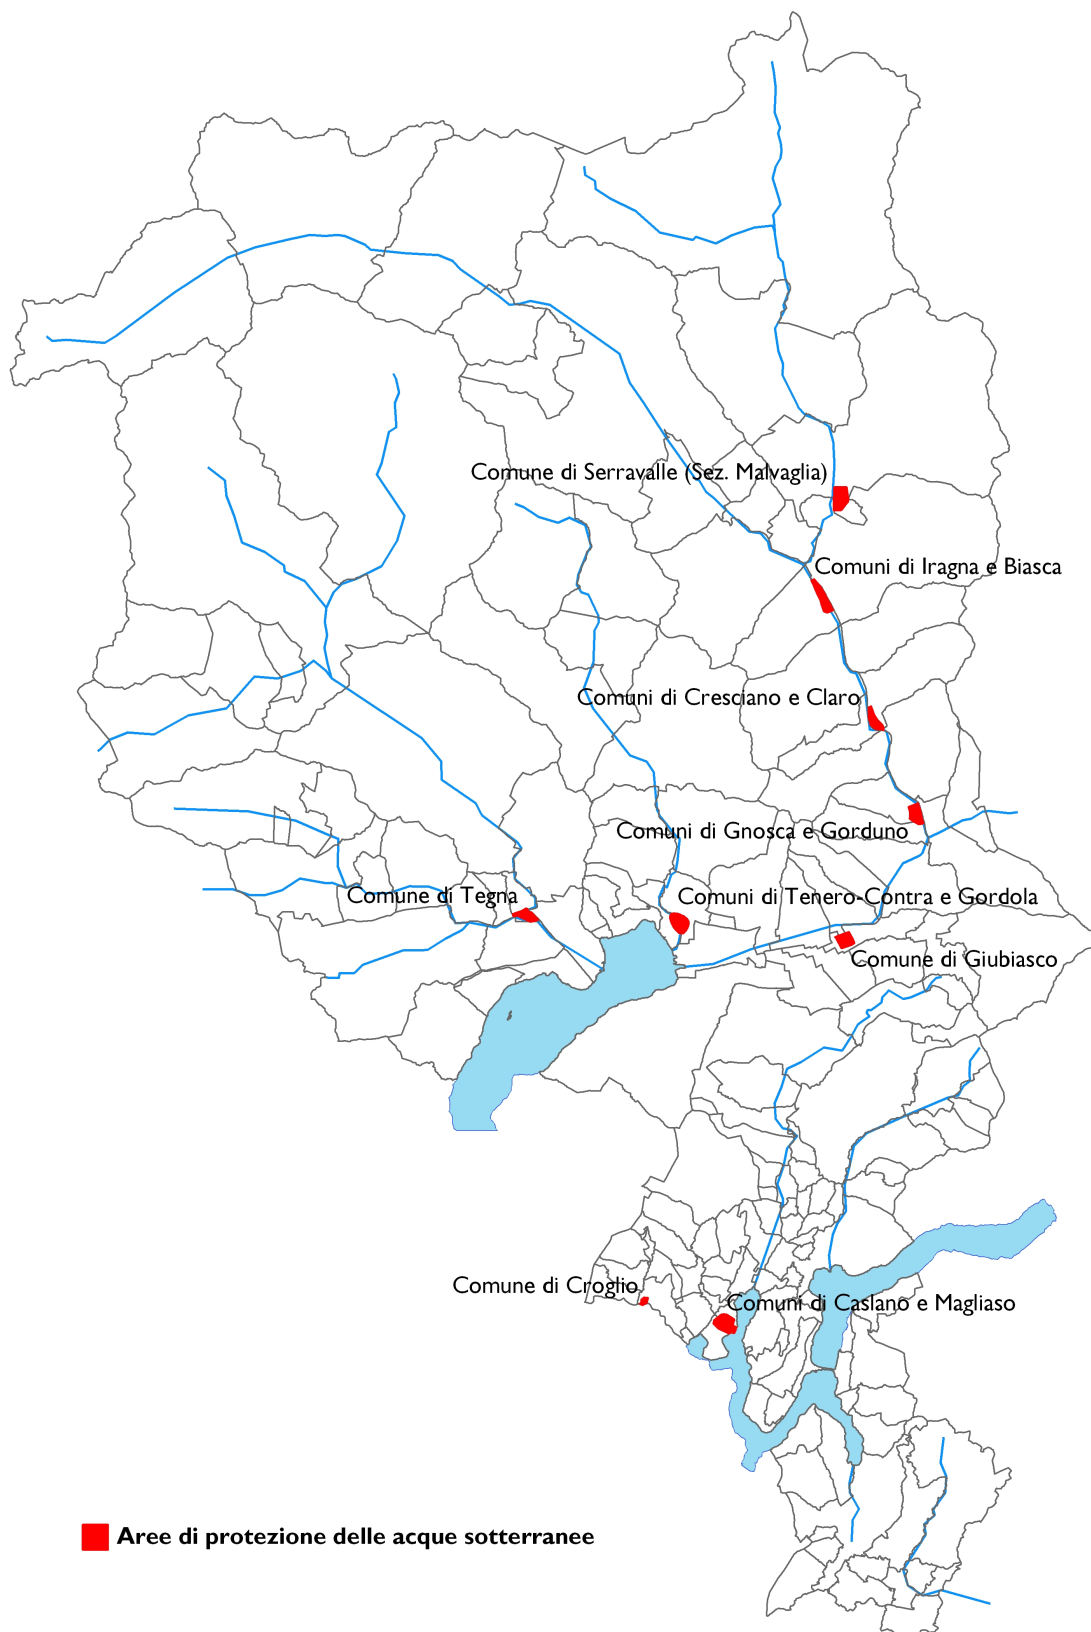 Comune di Serravalle (Sez. Malvaglia)
Comuni di Iragna e Biasca
Comuni di Cresciano e Claro
Comuni di Gnosca e Gorduno
Comune di Tegna
Comuni di Tenero-Contra e Gordola
Comune di Giubiasco
Comune di Croglio
Comuni di Caslano e Magliaso
Aree di protezione delle acque sotterranee